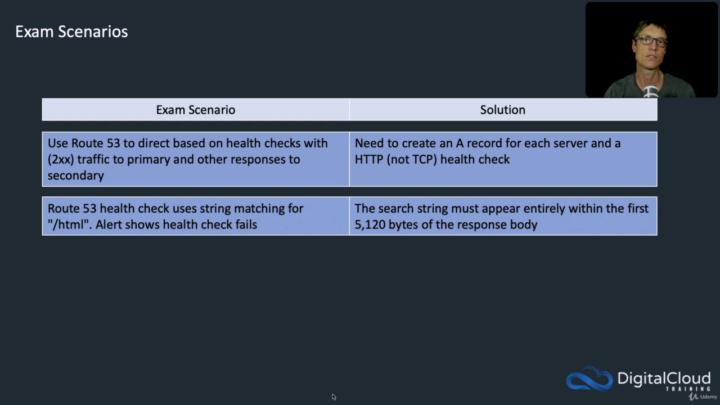 Exam Scenarios
Exam Scenario
Solution
Use Route 53 to direct based on health checks with
(2xx) traffic to primary and other responses to
secondary
Need to create an A record for each server and a
HTTP (not TCP) health check
Route 53 health check uses string matching for
"/html". Alert shows health check fails
The search string must appear entirely within the first
5,120 bytes of the response body
DigitalCloud
TRAINING
Udemy